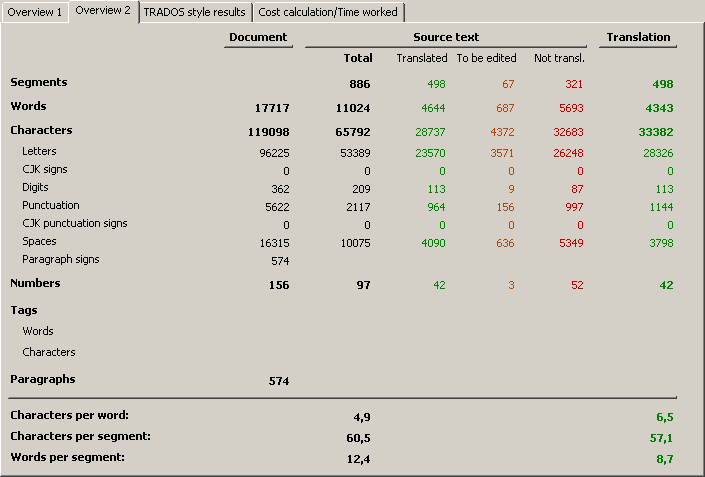 Overview 1 Overview 2 TRADOS style results Cost calculation/Time worked
Document Source text Translation
Total Translated To be edited Not transl.
Segments 886 498 67 321 498
Words 17717 11024 4644 687 5693 4343
Characters 119098 65792 28737 4372 32683 33382
Letters 96225 53389 23570 3571 26248 28326
CJK signs 0 0 0 0 0 0
Digits 362 209 113 9 87 113
Punctuation 5622 2117 964 156 997 1144
CJK punctuation signs 0 0 0 0 0 0
Spaces 16315 10075 4090 636 5349 3798
Paragraph signs 574
Numbers 156 97 42 3 52 42
Tags
Words
Characters
Paragraphs 574
Characters per word: 4,9 6,5
Characters per segment: 60,5 57,1
Words per segment: 12,4 8,7